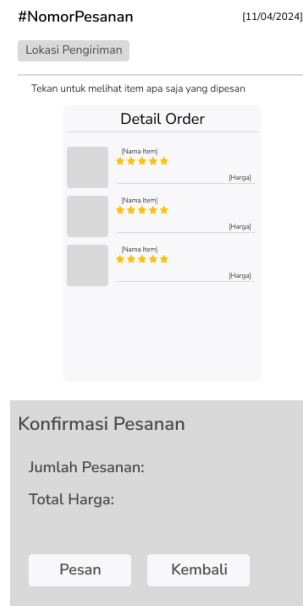 #NomorPesanan [11/04/2024]
Lokasi Pengiriman
Tekan untuk melihat item apa saja yang dipesan
Detail Order
[Nama Item]
[Harga]
[Nama Item]
[Harga]
[Nama Item]
[Harga]
Konfirmasi Pesanan
Jumlah Pesanan:
Total Harga:
Pesan Kembali